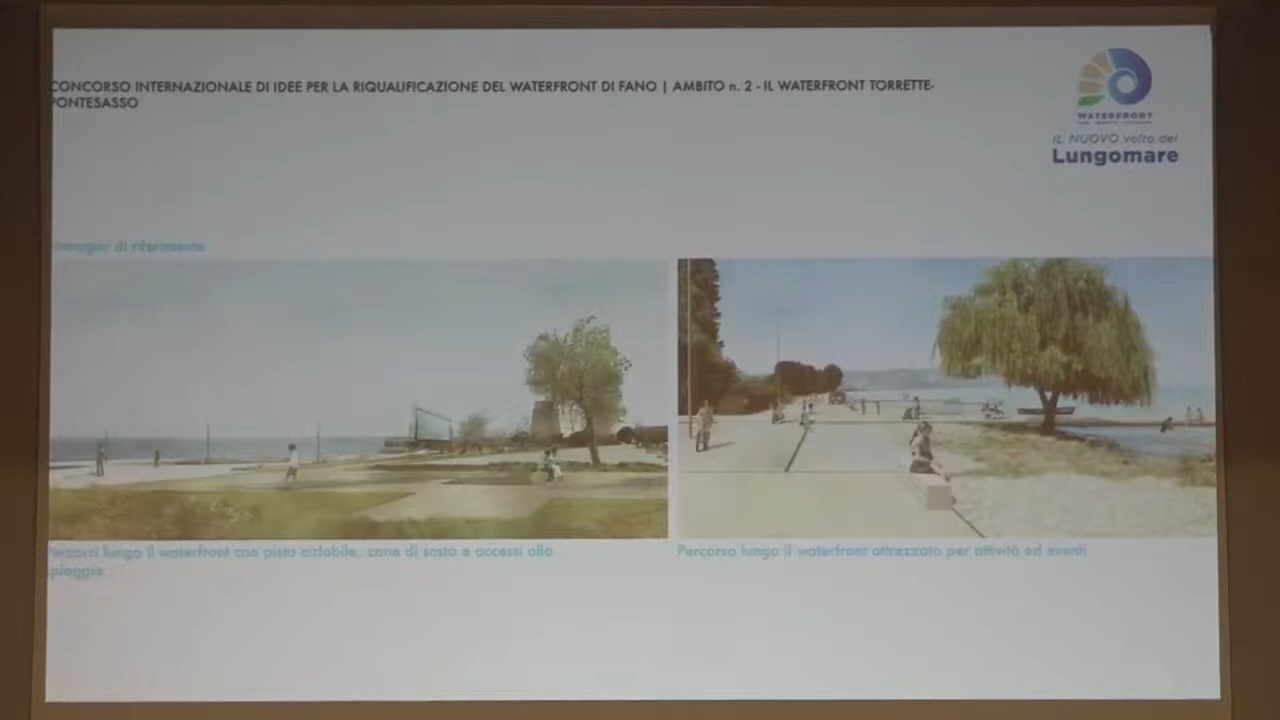 CONCORSO INTERNAZIONALE DI IDEE PER LA RIQUALIFICAZIONE DEL WATERFRONT DI FANO | AMBITO n. 2 - IL WATERFRONT TORRETTE-
PONTESASSO
WATERFRONT
IL NUOVO volto del
Lungomare
Immagini di riferimento
Percorsi lungo il waterfront con pista ciclabile, zone di sosta e accessi alla
spiaggia
Percorso lungo il waterfront attrezzato per attività ed eventi